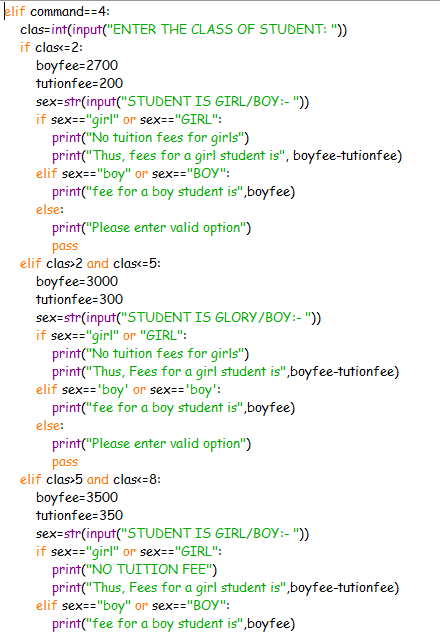 elif command==4:
    clas=int(input("ENTER THE CLASS OF STUDENT: "))
    if clas<=2:
        boyfee=2700
        tutionfee=200
        sex=str(input("STUDENT IS GIRL/BOY:- "))
        if sex=="girl" or sex=="GIRL":
            print("No tuition fees for girls")
            print("Thus, fees for a girl student is", boyfee-tutionfee)
        elif sex=="boy" or sex=="BOY":
            print("fee for a boy student is",boyfee)
        else:
            print("Please enter valid option")
            pass
    elif clas>2 and clas<=5:
        boyfee=3000
        tutionfee=300
        sex=str(input("STUDENT IS GLORY/BOY:- "))
        if sex=="girl" or "GIRL":
            print("No tuition fees for girls")
            print("Thus, Fees for a girl student is",boyfee-tutionfee)
        elif sex=='boy' or sex=='boy':
            print("fee for a boy student is",boyfee)
        else:
            print("Please enter valid option")
            pass
    elif clas>5 and clas<=8:
        boyfee=3500
        tutionfee=350
        sex=str(input("STUDENT IS GIRL/BOY:- "))
        if sex=="girl" or sex=="GIRL":
            print("NO TUITION FEE")
            print("Thus, Fees for a girl student is",boyfee-tutionfee)
        elif sex=="boy" or sex=="BOY":
            print("fee for a boy student is",boyfee)